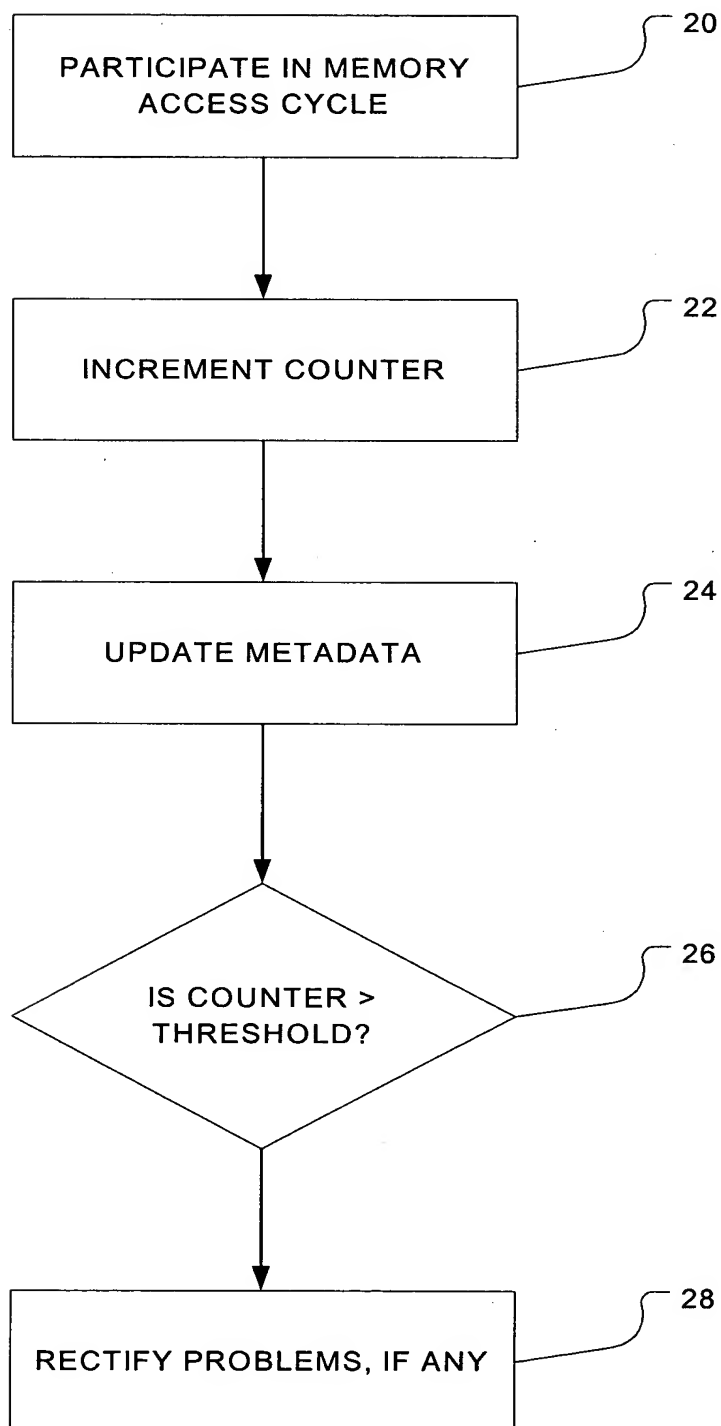 PARTICIPATE IN MEMORY
ACCESS CYCLE
20
INCREMENT COUNTER
22
UPDATE METADATA
24
IS COUNTER >
THRESHOLD?
26
RECTIFY PROBLEMS, IF ANY
28